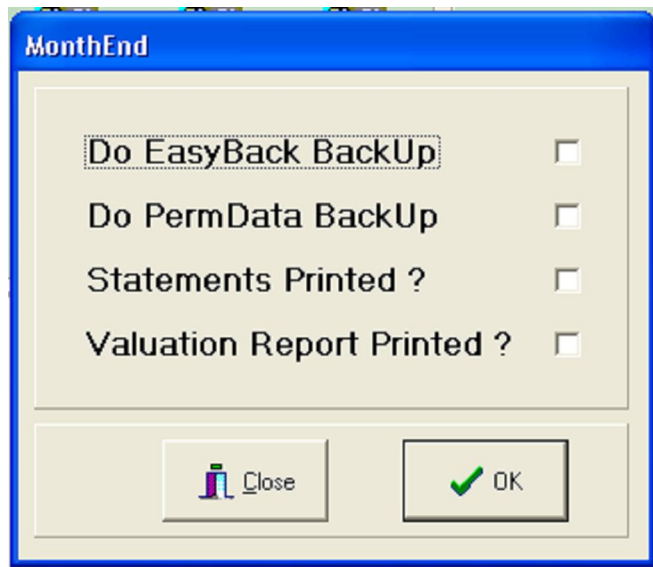 MonthEnd
Do EasyBack BackUp
Do PermData BackUp
Statements Printed ?
Valuation Report Printed ?
Close
OK